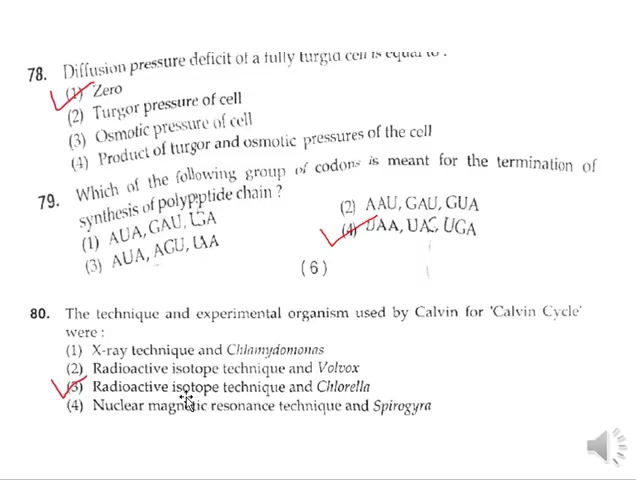 78. Diffusion pressure deficit of a fully turgid cell is equal to :
(1) Zero
(2) Turgor pressure of cell
(3) Osmotic pressure of cell
(4) Product of turgor and osmotic pressures of the cell
79. Which of the following group of codons is meant for the termination of
synthesis of polypeptide chain ?
(1) AUA, GAU, UGA
(2) AAU, GAU, GUA
(3) AUA, AGU, UAA
(4) UAA, UAG, UGA
(6)
80. The technique and experimental organism used by Calvin for 'Calvin Cycle'
were :
(1) X-ray technique and Chlamydomonas
(2) Radioactive isotope technique and Volvox
(3) Radioactive isotope technique and Chlorella
(4) Nuclear magnetic resonance technique and Spirogyra